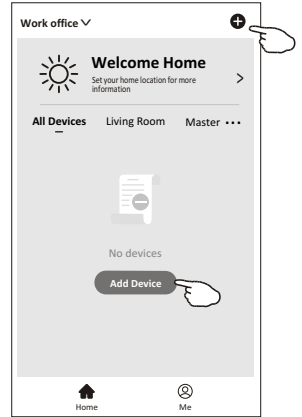 Work office
Welcome Home
Set your home location for more
information
All Devices Living Room Master
No devices
Add Device
Home Me